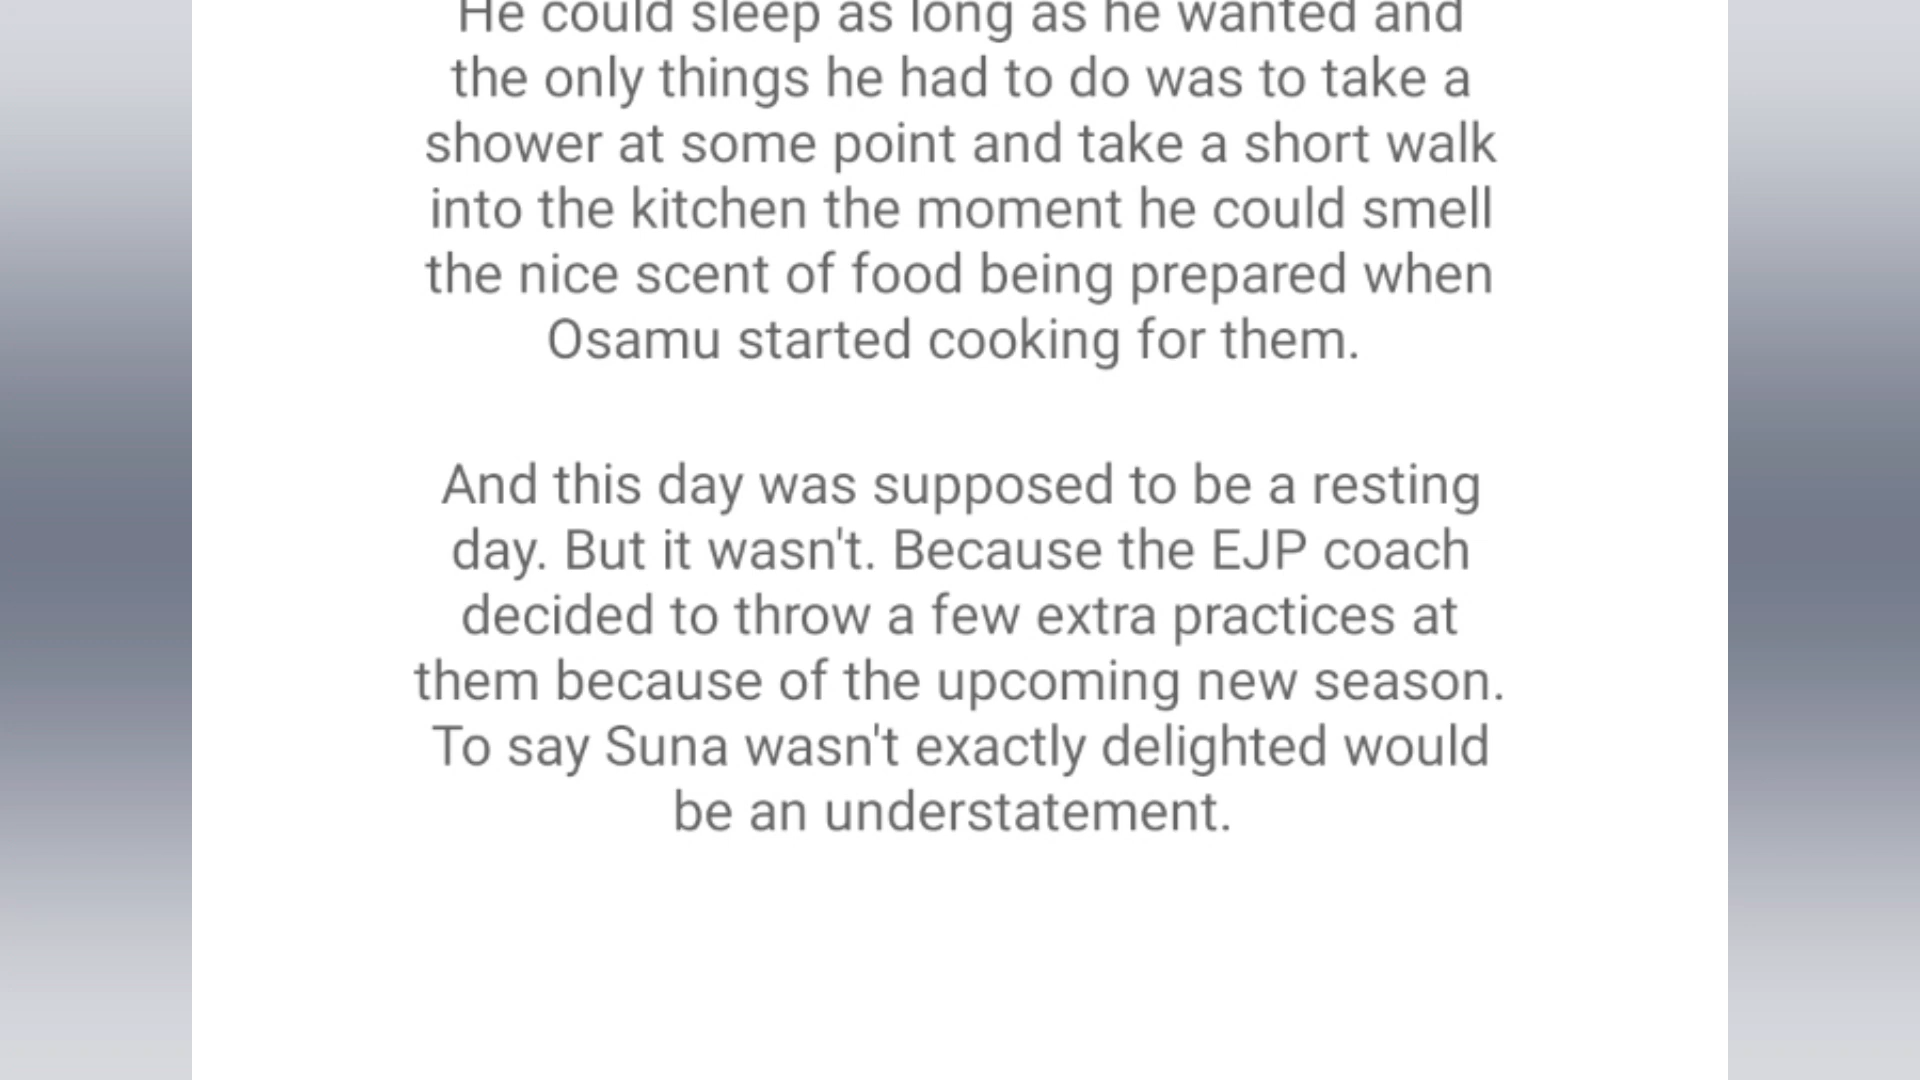 He could sleep as long as he wanted and
the only things he had to do was to take a
shower at some point and take a short walk
into the kitchen the moment he could smell
the nice scent of food being prepared when
Osamu started cooking for them.
And this day was supposed to be a resting
day. But it wasn't. Because the EJP coach
decided to throw a few extra practices at
them because of the upcoming new season.
To say Suna wasn't exactly delighted would
be an understatement.